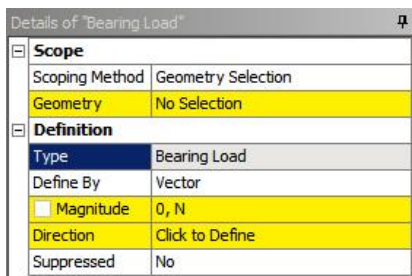 Details of "Bearing Load"
Scope
Scoping Method Geometry Selection
Geometry No Selection
Definition
Type Bearing Load
Define By Vector
Magnitude 0, N
Direction Click to Define
Suppressed No